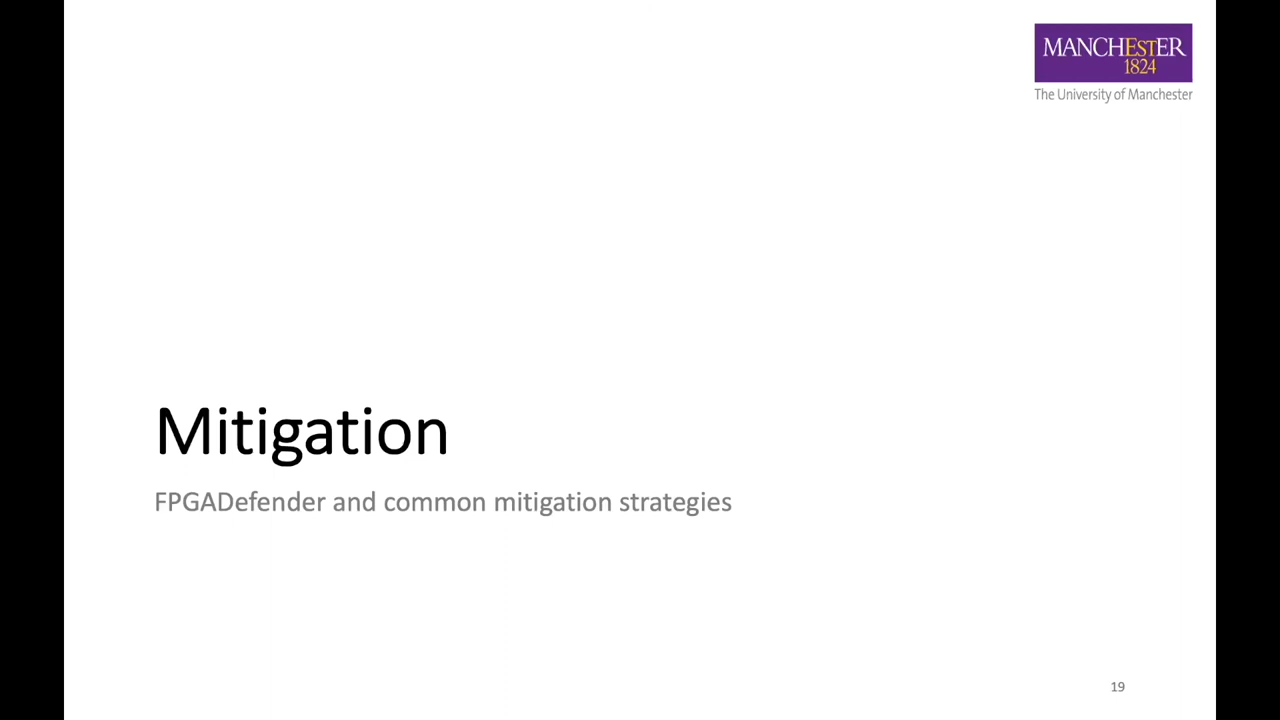 MANCHESTER
1824
The University of Manchester
Mitigation
FPGADefender and common mitigation strategies
19